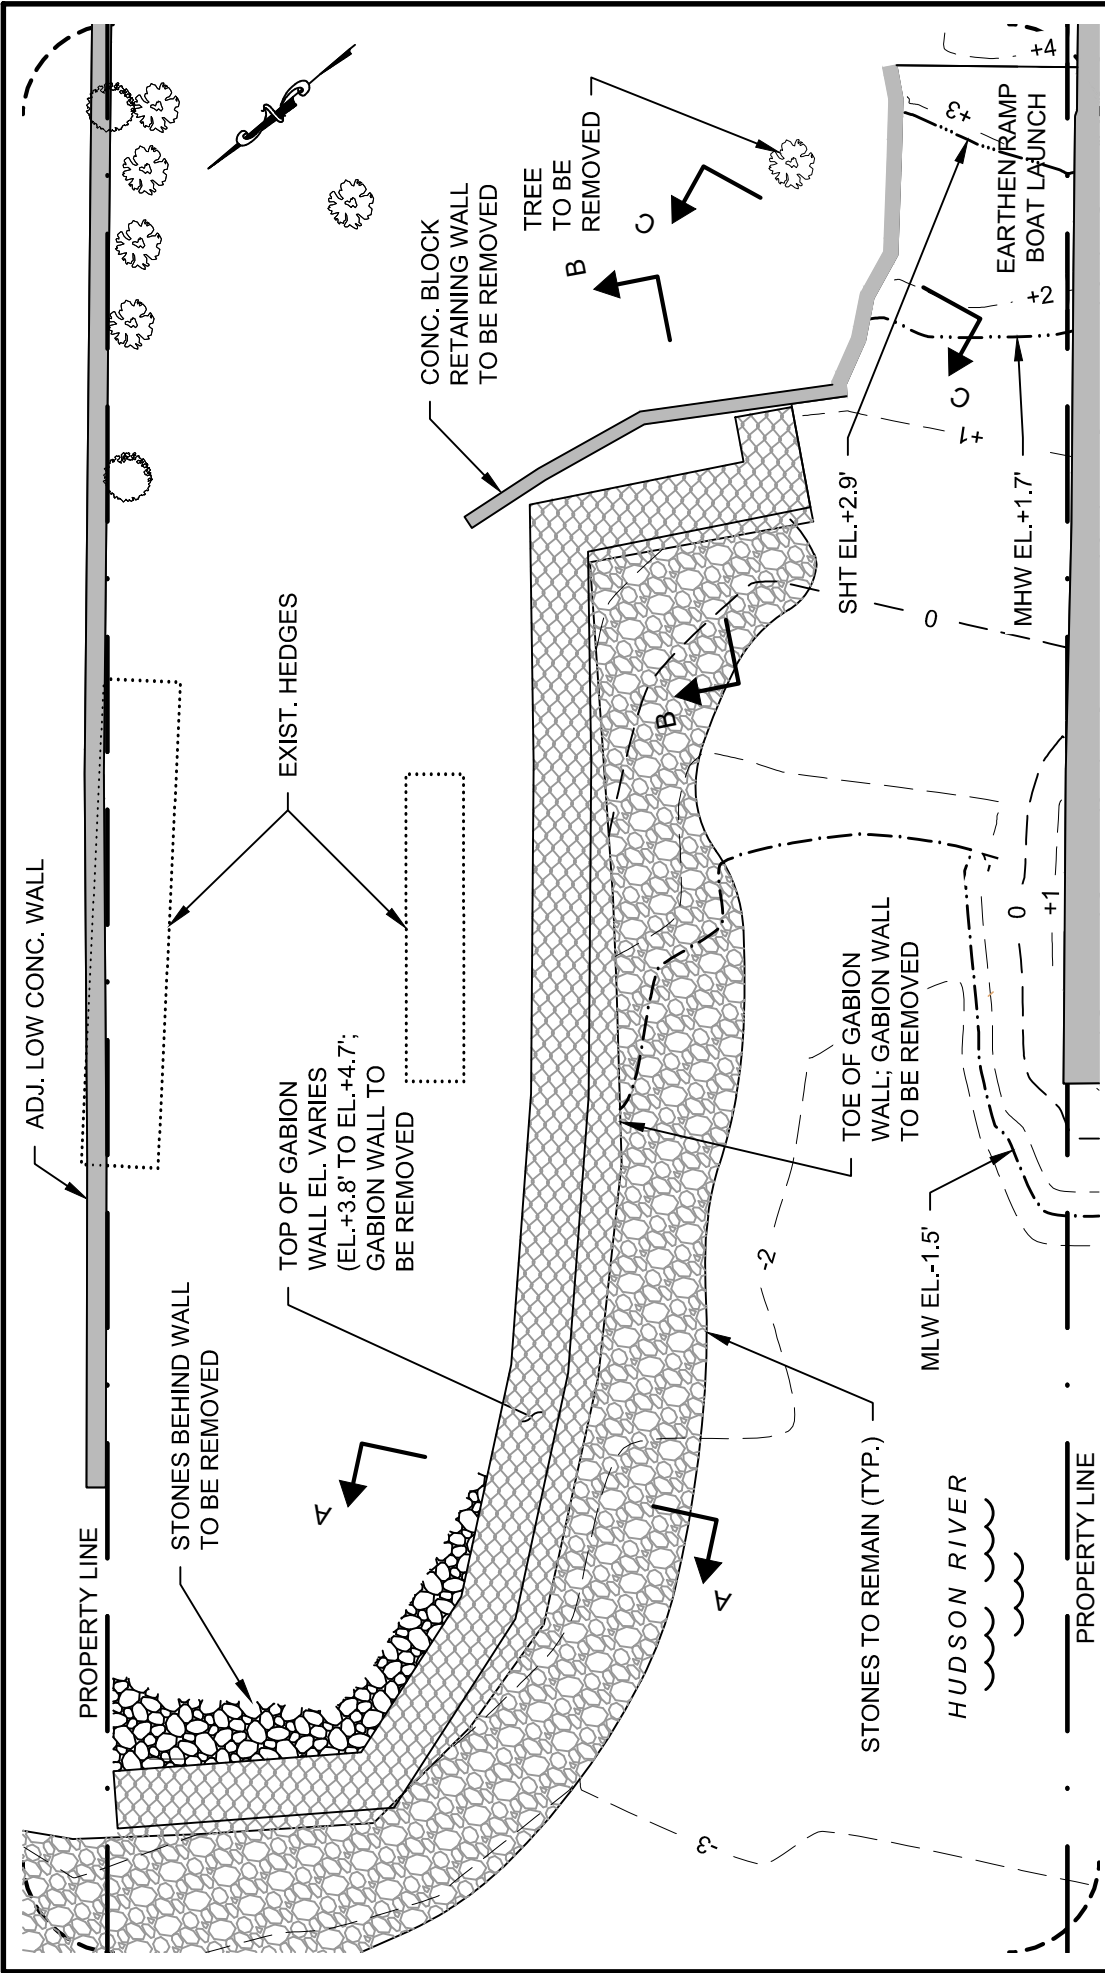 ADJ. LOW CONC. WALL
PROPERTY LINE
STONES BEHIND WALL
TO BE REMOVED
EXIST. HEDGES
TOP OF GABION
WALL EL. VARIES
(EL.+3.8' TO EL.+4.7';
GABION WALL TO
BE REMOVED
CONC. BLOCK
RETAINING WALL
TO BE REMOVED
TREE
TO BE
REMOVED
N
A
A
B
B
C
C
SHT EL.+2.9'
MHW EL.+1.7'
EARTHEN RAMP
BOAT LAUNCH
+4
+3
+2
+1
0
-1
0
+1
-2
-3
TOE OF GABION
WALL; GABION WALL
TO BE REMOVED
MLW EL.-1.5'
STONES TO REMAIN (TYP.)
HUDSON RIVER
PROPERTY LINE